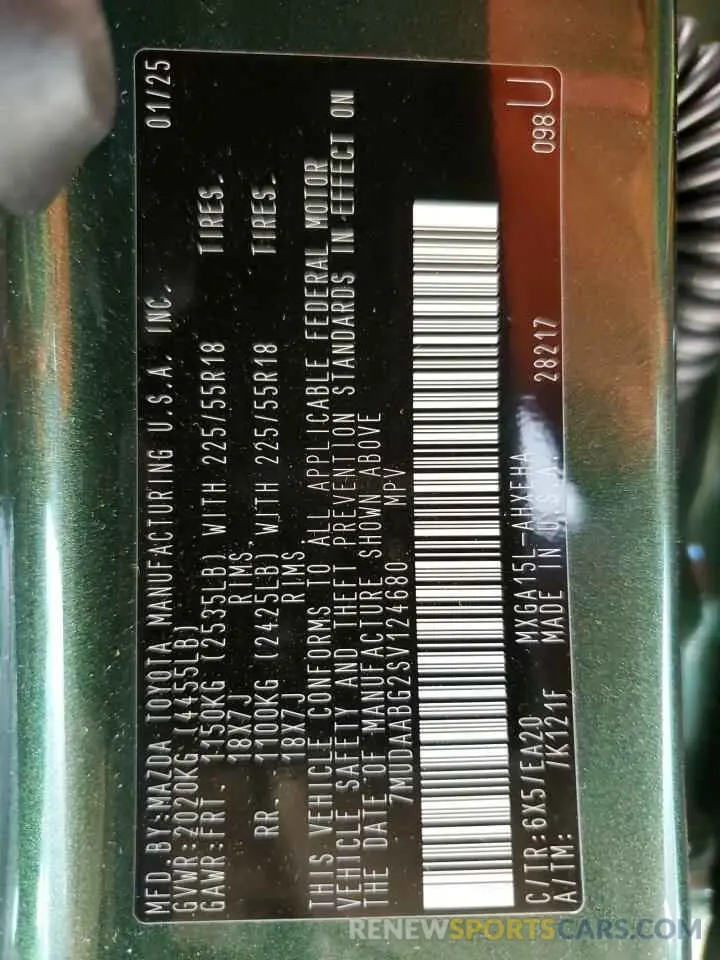 MFD.BY:MAZDA TOYOTA MANUFACTURING U.S.A. INC. 01/25
GVWR:2020KG (4455LB)
GAWR:FRT. 1150KG (2535LB) WITH 225/55R18 TIRES.
18X7J RIMS.
RR. 1100KG (2425LB) WITH 225/55R18 TIRES.
18X7J RIMS.
THIS VEHICLE CONFORMS TO ALL APPLICABLE FEDERAL MOTOR
VEHICLE SAFETY AND THEFT PREVENTION STANDARDS IN EFFECT ON
THE DATE OF MANUFACTURE SHOWN ABOVE
7MUDAABG2SV124680 MPV
C/TR:6X5/EA20 MXGA15L-AHXEHA 28217 098U
A/TM: /K121F MADE IN U.S.A.
RENEWSPORTSCARS.COM